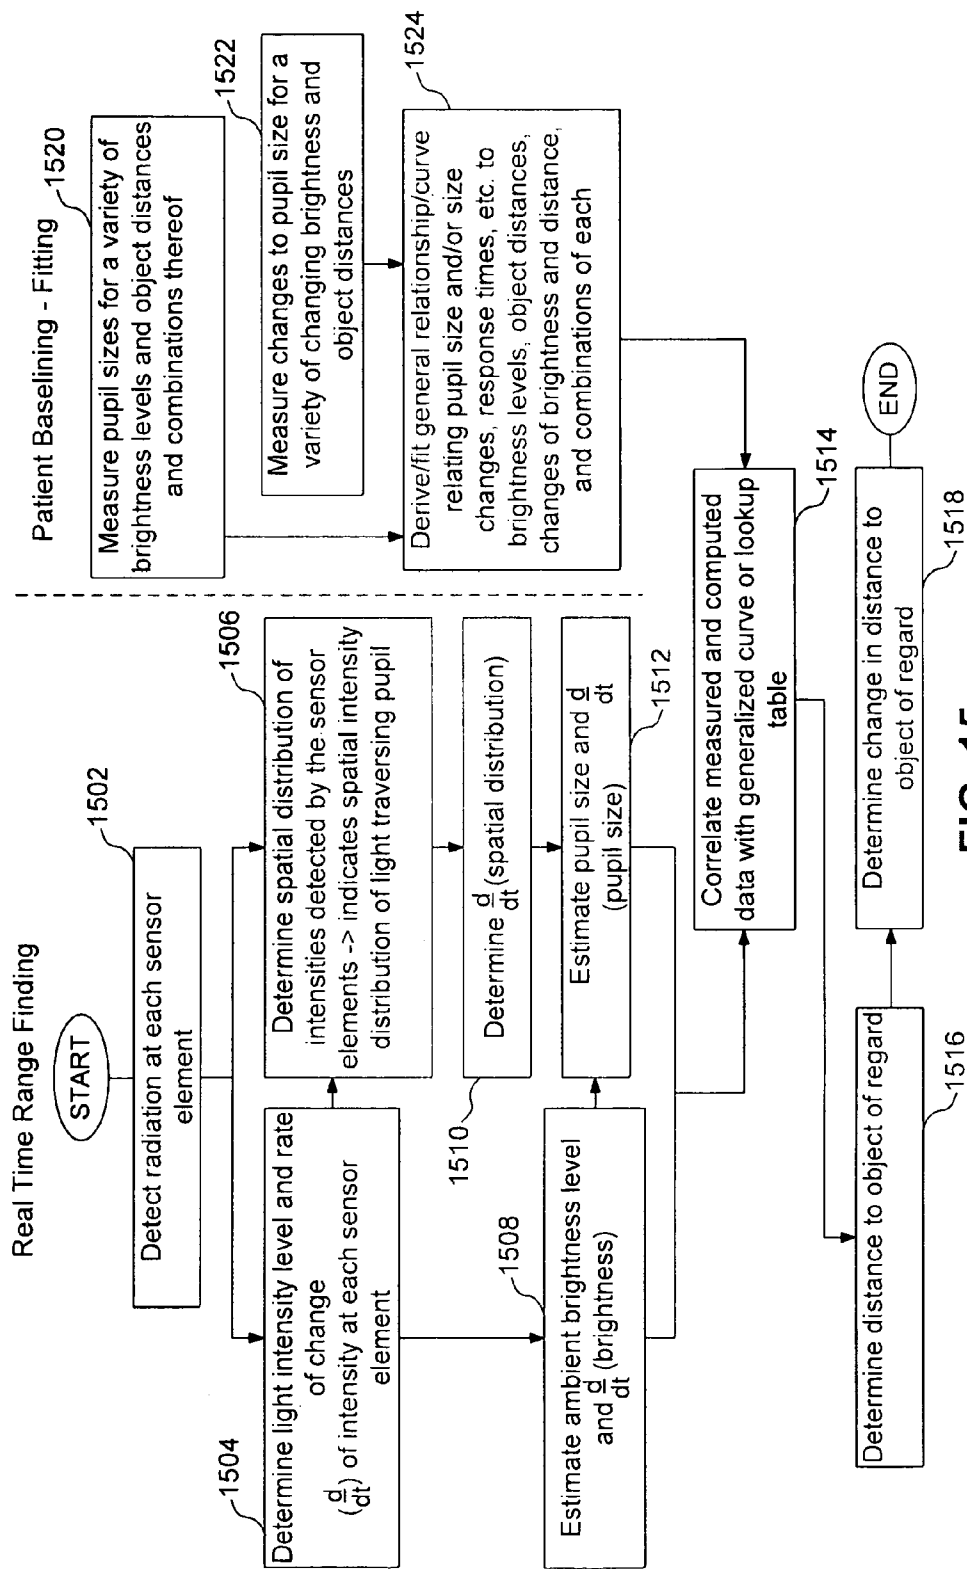 Real Time Range Finding
START
1502
Detect radiation at each sensor
element
1504
Determine light intensity level and rate
of change
(d/dt) of intensity at each sensor
element
1506
Determine spatial distribution of
intensities detected by the sensor
elements -> indicates spatial intensity
distribution of light traversing pupil
1508
Estimate ambient brightness level
and d/dt (brightness)
1510
Determine d/dt (spatial distribution)
1512
Estimate pupil size and d/dt
(pupil size)
Patient Baselining - Fitting
1520
Measure pupil sizes for a variety of
brightness levels and object distances
and combinations thereof
1522
Measure changes to pupil size for a
variety of changing brightness and
object distances
1524
Derive/fit general relationship/curve
relating pupil size and/or size
changes, response times, etc. to
brightness levels, object distances,
changes of brightness and distance,
and combinations of each
Correlate measured and computed
data with generalized curve or lookup
table
1514
Determine distance to object of regard
1516
Determine change in distance to
object of regard
1518
END